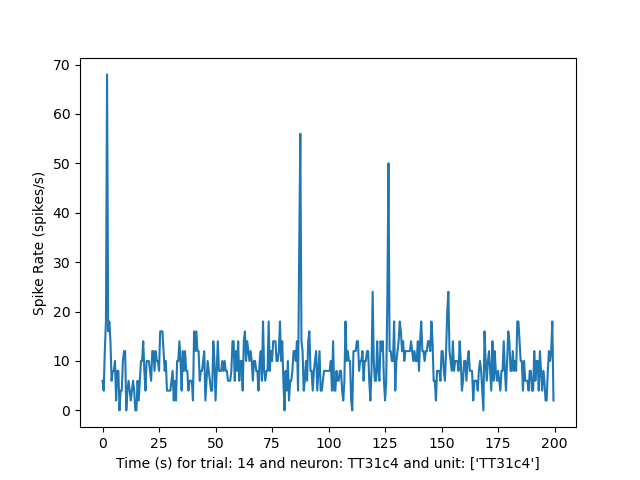 70
60
50
40
30
20
10
0
Spike Rate (spikes/s)
0 25 50 75 100 125 150 175 200
Time (s) for trial: 14 and neuron: TT31c4 and unit: ['TT31c4']